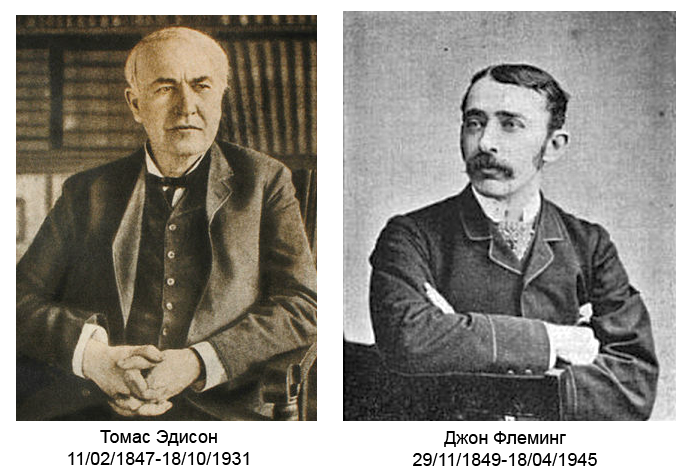 Томас Эдисон
11/02/1847-18/10/1931
Джон Флеминг
29/11/1849-18/04/1945